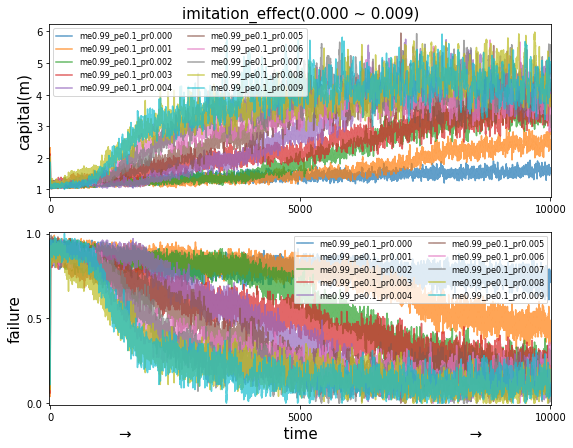 imitation_effect(0.000 ~ 0.009)
capital(m)
6
5
4
3
2
1
me0.99_pe0.1_pr0.000 me0.99_pe0.1_pr0.005
me0.99_pe0.1_pr0.001 me0.99_pe0.1_pr0.006
me0.99_pe0.1_pr0.002 me0.99_pe0.1_pr0.007
me0.99_pe0.1_pr0.003 me0.99_pe0.1_pr0.008
me0.99_pe0.1_pr0.004 me0.99_pe0.1_pr0.009
0 5000 10000
failure
1.0
0.5
0.0
me0.99_pe0.1_pr0.000 me0.99_pe0.1_pr0.005
me0.99_pe0.1_pr0.001 me0.99_pe0.1_pr0.006
me0.99_pe0.1_pr0.002 me0.99_pe0.1_pr0.007
me0.99_pe0.1_pr0.003 me0.99_pe0.1_pr0.008
me0.99_pe0.1_pr0.004 me0.99_pe0.1_pr0.009
0 5000 10000
→ time →